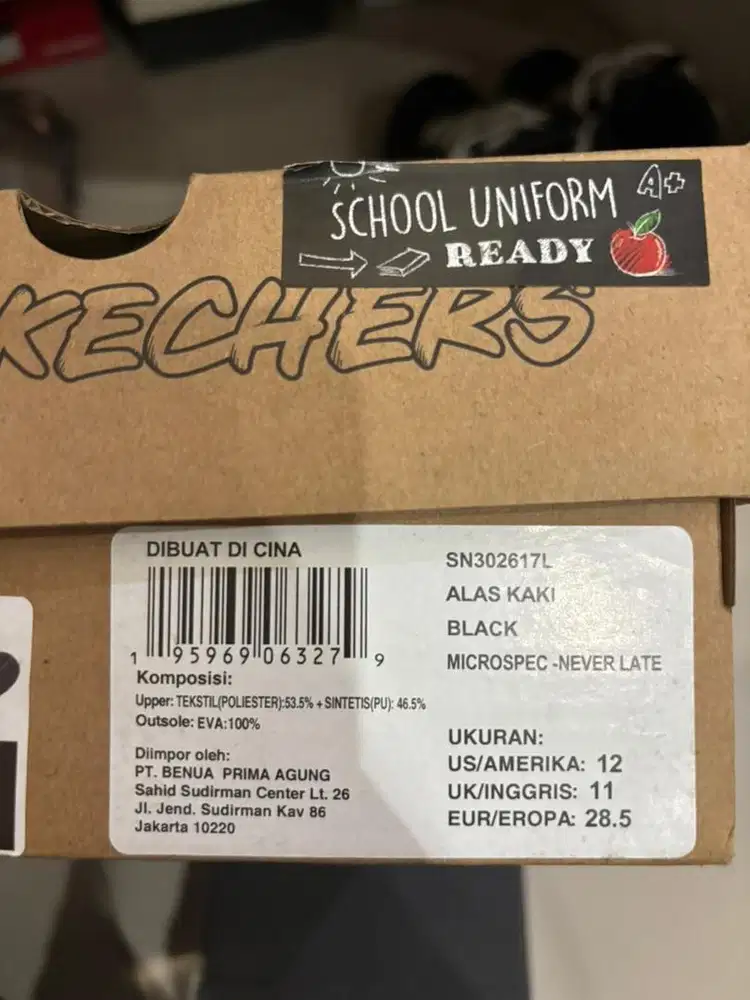 SCHOOL UNIFORM A+
READY
KECHERS
DIBUAT DI CINA
1 95969 06327 9
Komposisi:
Upper: TEKSTIL(POLIESTER):53.5% + SINTETIS(PU): 46.5%
Outsole: EVA:100%
Diimpor oleh:
PT. BENUA PRIMA AGUNG
Sahid Sudirman Center Lt. 26
Jl. Jend. Sudirman Kav 86
Jakarta 10220
SN302617L
ALAS KAKI
BLACK
MICROSPEC -NEVER LATE
UKURAN:
US/AMERIKA: 12
UK/INGGRIS: 11
EUR/EROPA: 28.5